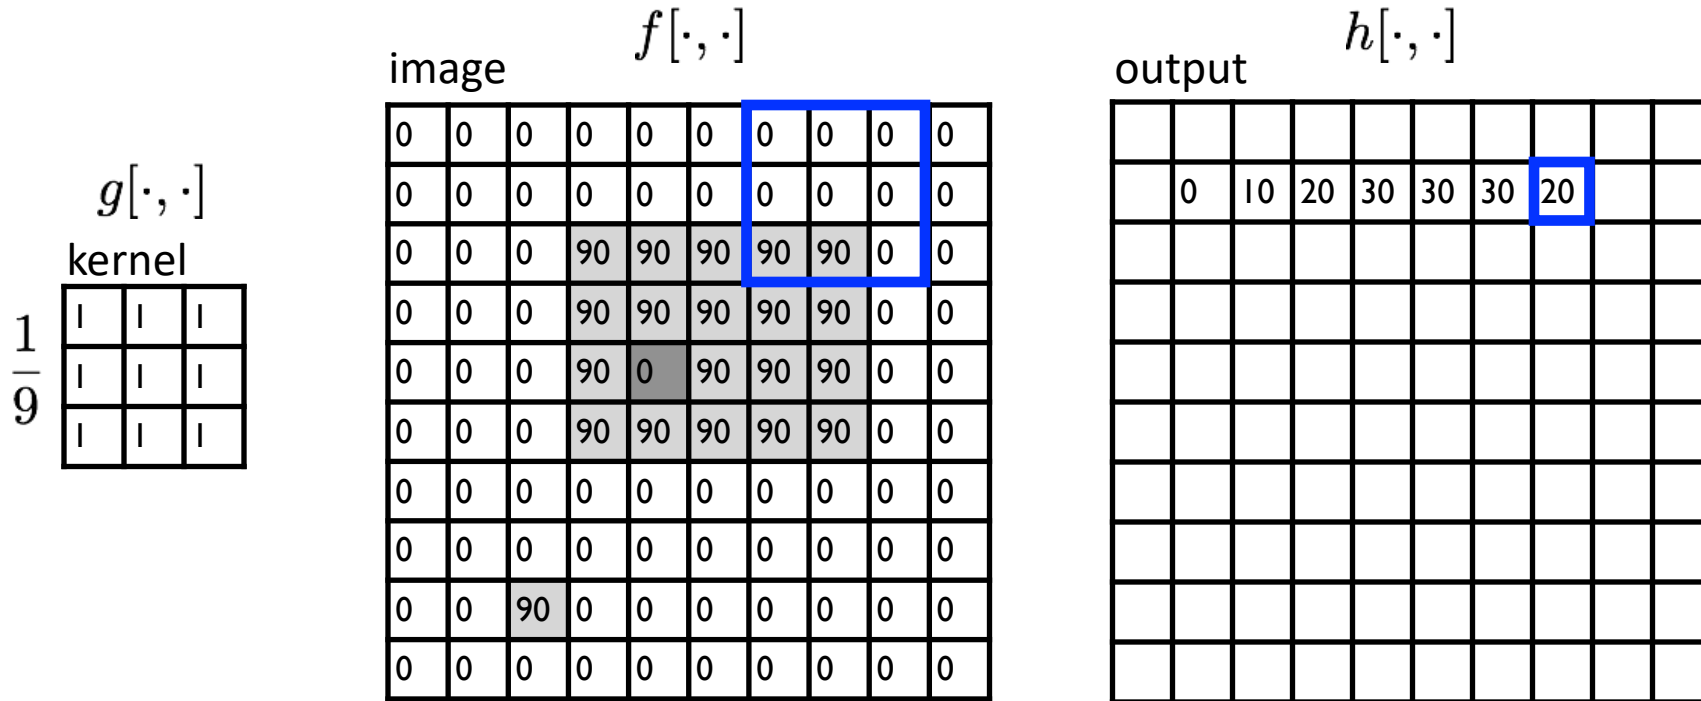 f[·, ·]
h[·, ·]
image
output
0 0 0 0 0 0 0 0 0 0
0 0 0 0 0 0 0 0 0 0
0 10 20 30 30 30 20
g[·, ·]
0 0 0 90 90 90 90 90 0 0
kernel
1 1 1
0 0 0 90 90 90 90 90 0 0
1/9
1 1 1
0 0 0 90 0 90 90 90 0 0
1 1 1
0 0 0 90 90 90 90 90 0 0
0 0 0 0 0 0 0 0 0 0
0 0 0 0 0 0 0 0 0 0
0 0 90 0 0 0 0 0 0 0
0 0 0 0 0 0 0 0 0 0